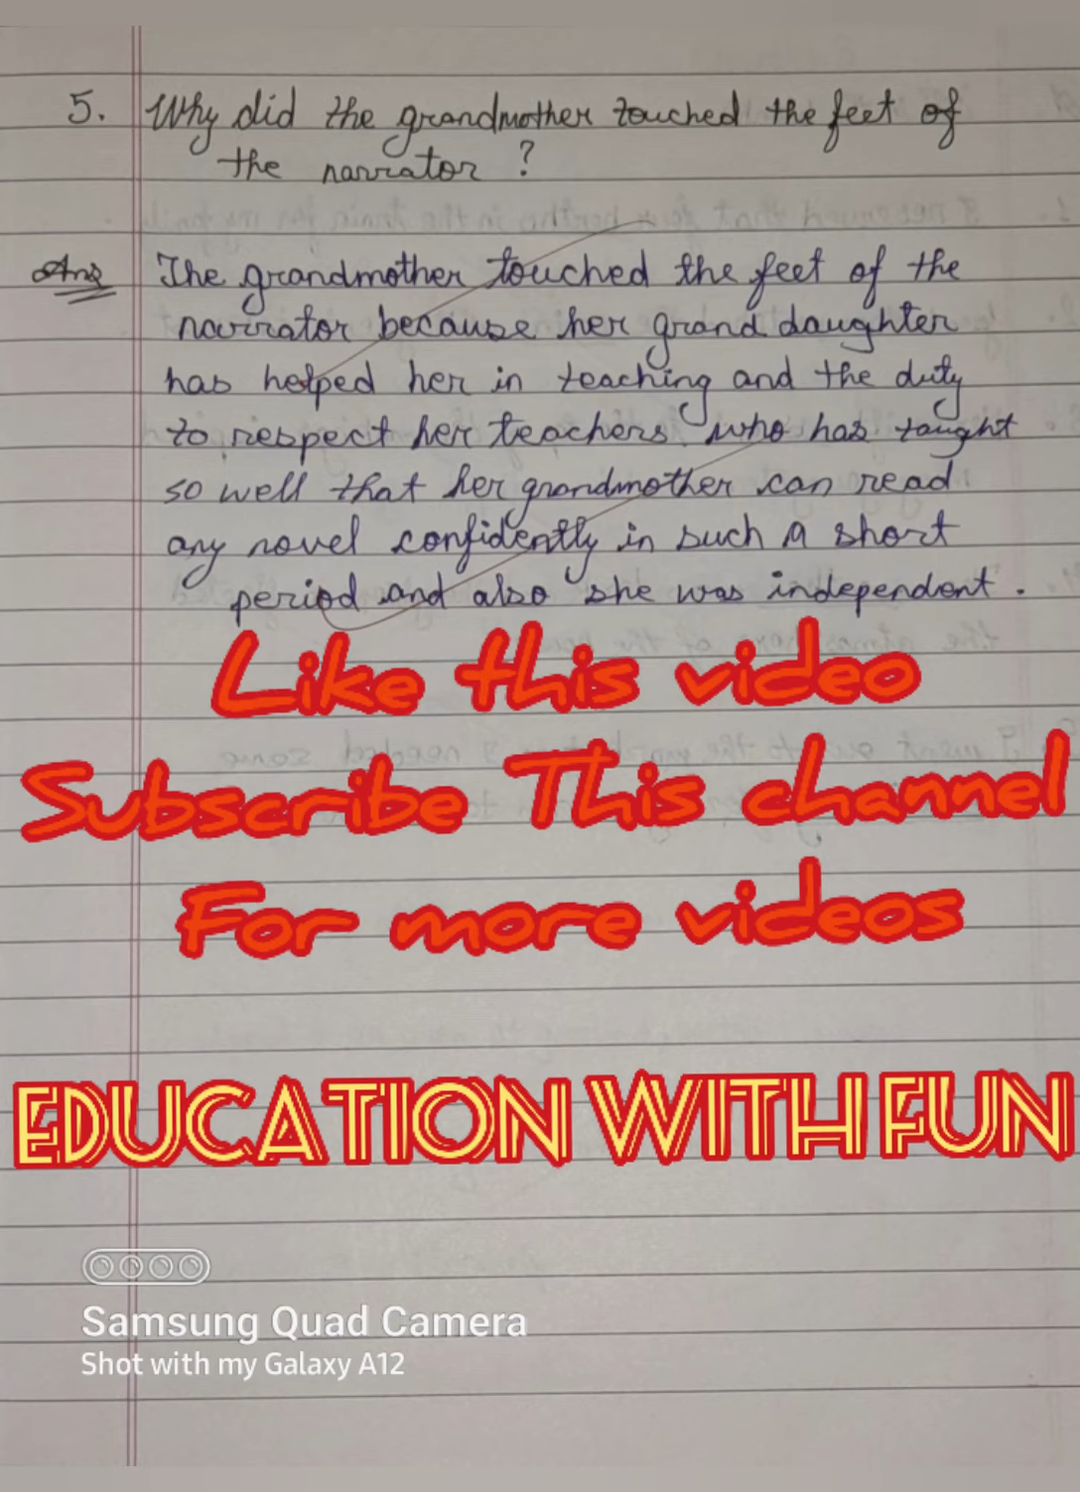 5. Why did the grandmother touched the feet of
the narrator ?
Ans The grandmother touched the feet of the
narrator because her grand daughter
has helped her in teaching and the duty
to respect her teachers who has taught
so well that her grandmother can read
any novel confidently in such a short
period and also she was independent .
Like this video
Subscribe This channel
For more videos
EDUCATION WITH FUN
Samsung Quad Camera
Shot with my Galaxy A12